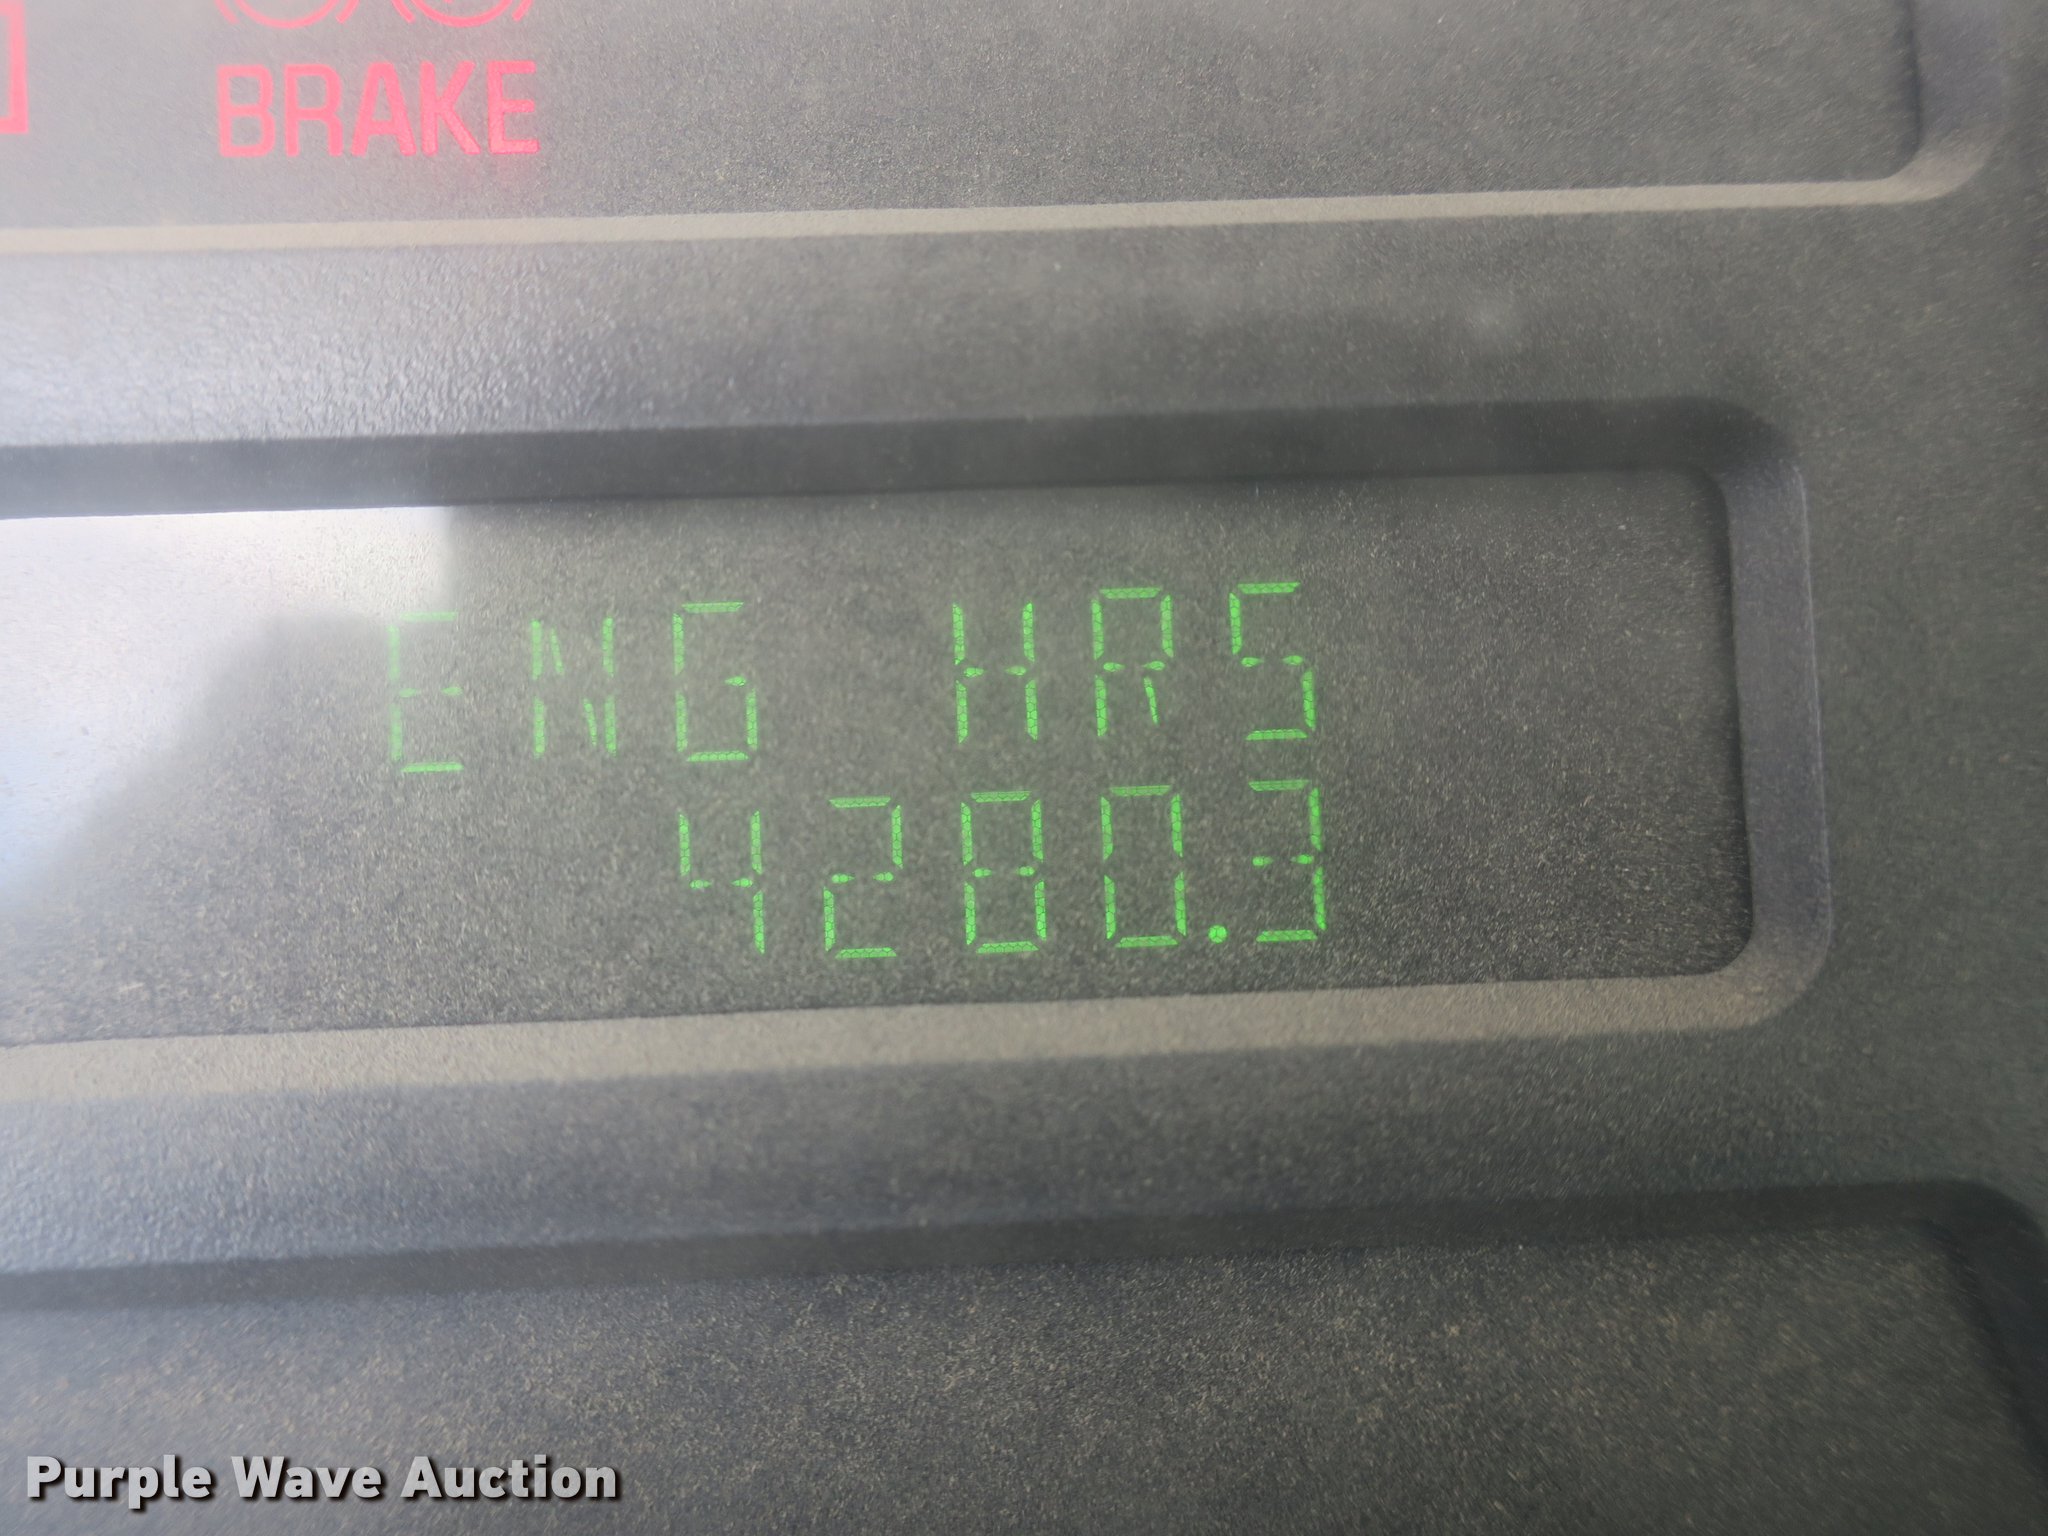 BRAKE
ENG HRS
4280.3
Purple Wave Auction